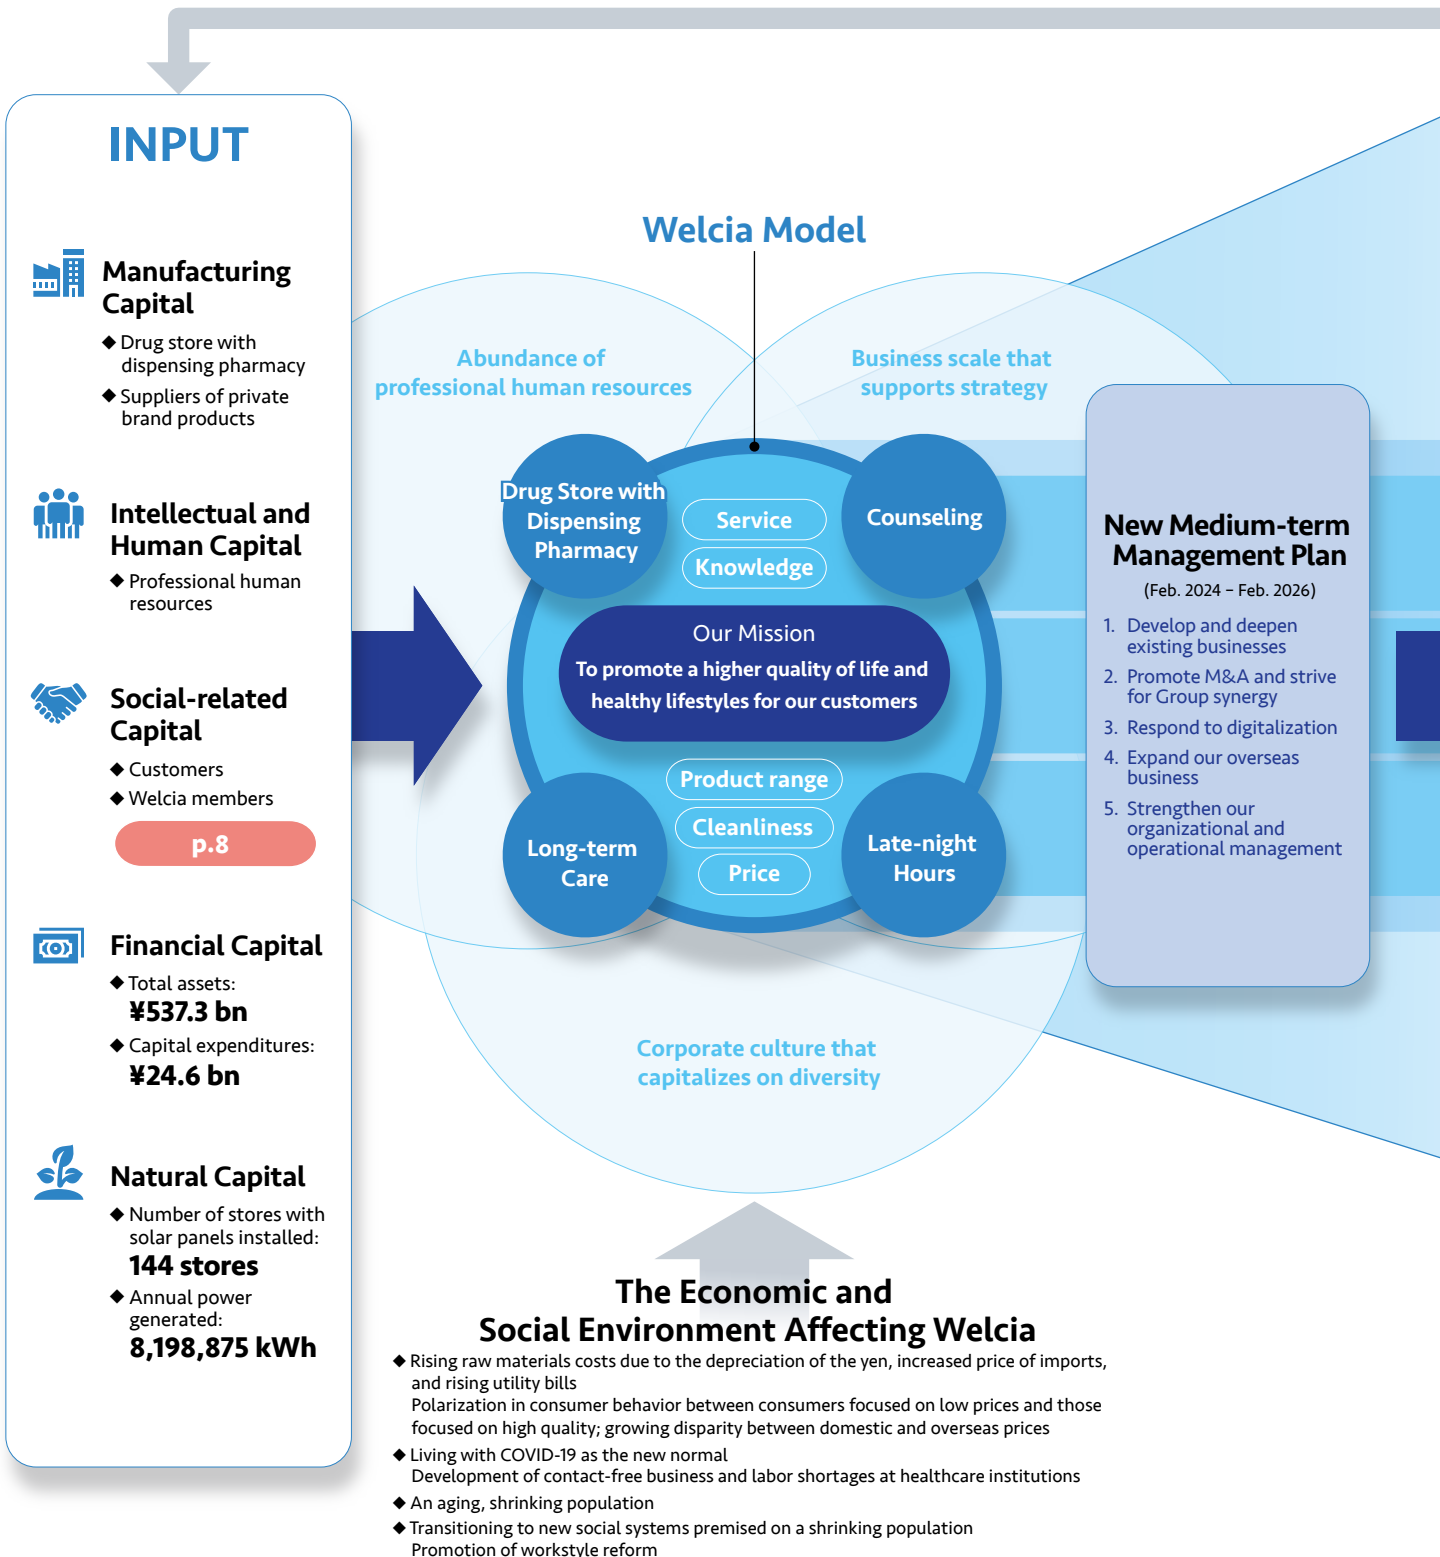 INPUT
Manufacturing
Capital
◆ Drug store with
dispensing pharmacy
◆ Suppliers of private
brand products
Intellectual and
Human Capital
◆ Professional human
resources
Social-related
Capital
◆ Customers
◆ Welcia members
p.8
Financial Capital
◆ Total assets:
¥537.3 bn
◆ Capital expenditures:
¥24.6 bn
Natural Capital
◆ Number of stores with
solar panels installed:
144 stores
◆ Annual power
generated:
8,198,875 kWh
Welcia Model
Abundance of
professional human resources
Business scale that
supports strategy
Drug Store with
Dispensing
Pharmacy
Service
Knowledge
Counseling
Our Mission
To promote a higher quality of life and
healthy lifestyles for our customers
Product range
Cleanliness
Price
Long-term
Care
Late-night
Hours
Corporate culture that
capitalizes on diversity
New Medium-term
Management Plan
(Feb. 2024 – Feb. 2026)
1. Develop and deepen
existing businesses
2. Promote M&A and strive
for Group synergy
3. Respond to digitalization
4. Expand our overseas
business
5. Strengthen our
organizational and
operational management
The Economic and
Social Environment Affecting Welcia
◆ Rising raw materials costs due to the depreciation of the yen, increased price of imports,
and rising utility bills
Polarization in consumer behavior between consumers focused on low prices and those
focused on high quality; growing disparity between domestic and overseas prices
◆ Living with COVID-19 as the new normal
Development of contact-free business and labor shortages at healthcare institutions
◆ An aging, shrinking population
◆ Transitioning to new social systems premised on a shrinking population
Promotion of workstyle reform